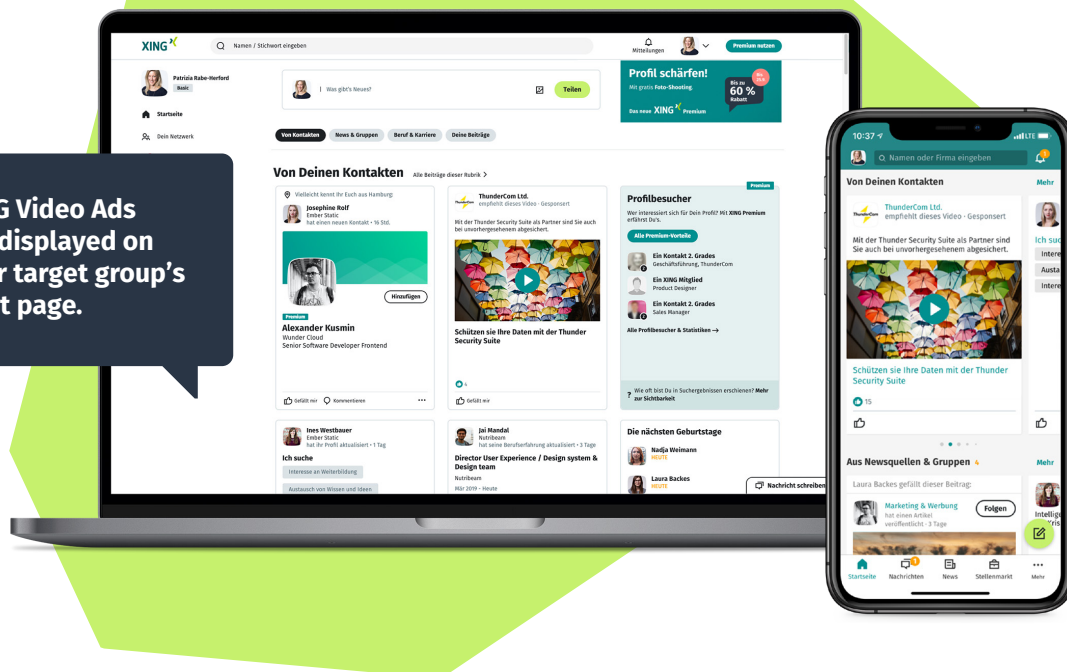 G Video Ads
displayed on
r target group's
t page.
XING
Namen / Stichwort eingeben
Mitteilungen
Premium nutzen
Patrizia Rabe-Herford
Basic
Startseite
Dein Netzwerk
Was gibt's Neues?
Teilen
Profil schärfen!
Mit gratis Foto-Shooting.
Das neue XING Premium
Bis zu
60 %
Rabatt
Von Kontakten
News & Gruppen
Beruf & Karriere
Deine Beiträge
Von Deinen Kontakten
Alle Beiträge dieser Rubrik >
Vielleicht kennt Ihr Euch aus Hamburg:
Josephine Rolf
Ember Static
hat einen neuen Kontakt • 16 Std.
Hinzufügen
Premium
Alexander Kusmin
Wunder Cloud
Senior Software Developer Frontend
Gefällt mir
Kommentieren
ThunderCom
ThunderCom Ltd.
empfiehlt dieses Video · Gesponsert
Mit der Thunder Security Suite als Partner sind Sie auch
bei unvorhergesehenem abgesichert.
Schützen sie Ihre Daten mit der Thunder
Security Suite
Gefällt mir
Premium
Profilbesucher
Wer interessiert sich für Dein Profil? Mit XING Premium
erfährst Du's.
Alle Premium-Vorteile
Ein Kontakt 2. Grades
Geschäftsführung, ThunderCom
Ein XING Mitglied
Product Designer
Ein Kontakt 2. Grades
Sales Manager
Alle Profilbesucher & Statistiken →
? Wie oft bist Du in Suchergebnissen erschienen? Mehr
zur Sichtbarkeit
Ines Westbauer
Ember Static
hat ihr Profil aktualisiert • 1 Tag
Ich suche
Interesse an Weiterbildung
Austausch von Wissen und Ideen
Jai Mandal
Nutribeam
hat seine Berufserfahrung aktualisiert • 3 Tage
Director User Experience / Design system &
Design team
Nutribeam
Mär 2019 - Heute
Die nächsten Geburtstage
Nadja Weimann
HEUTE
Laura Backes
HEUTE
Nachricht schreiben
10:37
LTE
Namen oder Firma eingeben
Von Deinen Kontakten
Mehr
ThunderCom
ThunderCom Ltd.
empfiehlt dieses Video · Gesponsert
Mit der Thunder Security Suite als Partner sind
Sie auch bei unvorhergesehenem abgesichert.
Schützen sie Ihre Daten mit der Thunder
Security Suite
15
Ich suc
Intere
Austa
Intere
Aus Newsquellen & Gruppen 4
Mehr
Laura Backes gefällt dieser Beitrag:
Marketing & Werbung
hat einen Artikel
veröffentlicht · 3 Tage
Folgen
Intellige
Kris
Startseite
Nachrichten
1
News
Stellenmarkt
Mehr